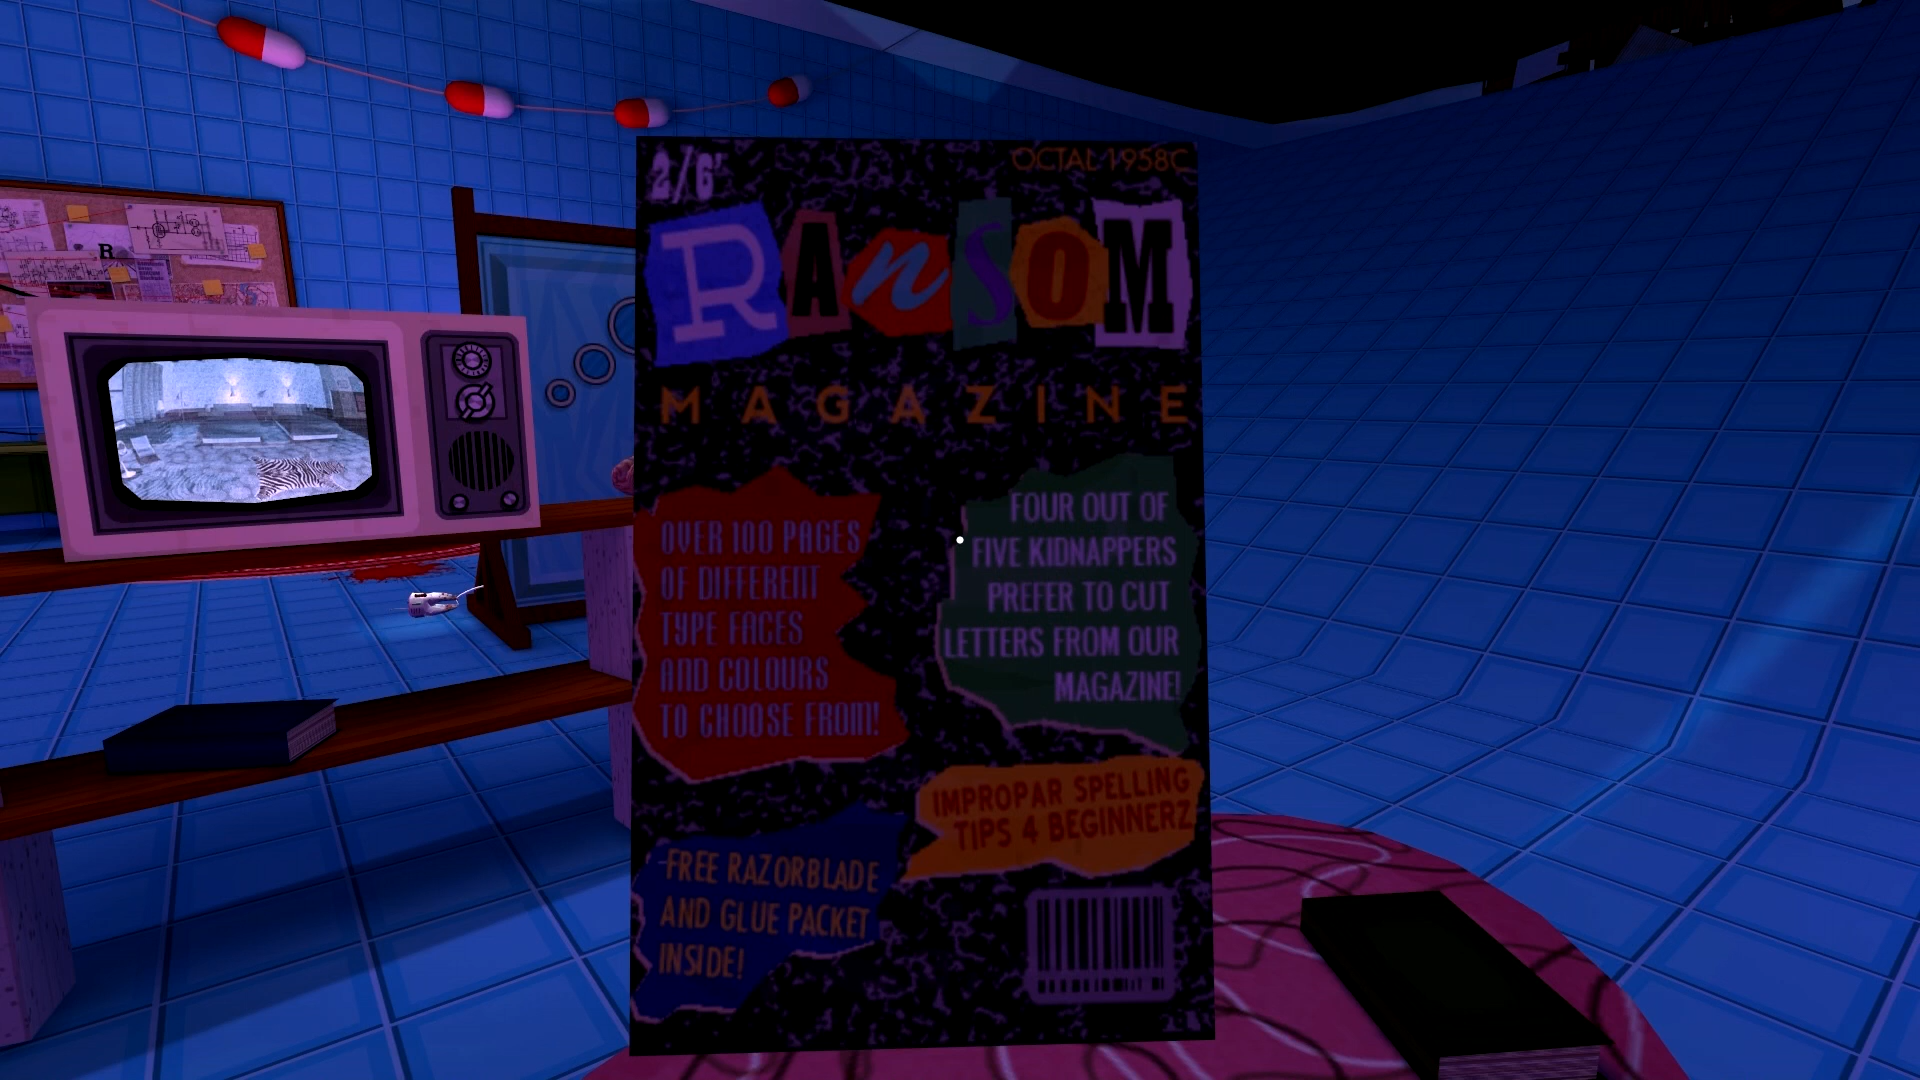 2/6'
OCTAL 1958C
RAnSOM
MAGAZINE
OVER 100 PAGES
OF DIFFERENT
TYPE FACES
AND COLOURS
TO CHOOSE FROM!
FOUR OUT OF
FIVE KIDNAPPERS
PREFER TO CUT
LETTERS FROM OUR
MAGAZINE!
IMPROPAR SPELLING
TIPS 4 BEGINNERZ
FREE RAZORBLADE
AND GLUE PACKET
INSIDE!
R